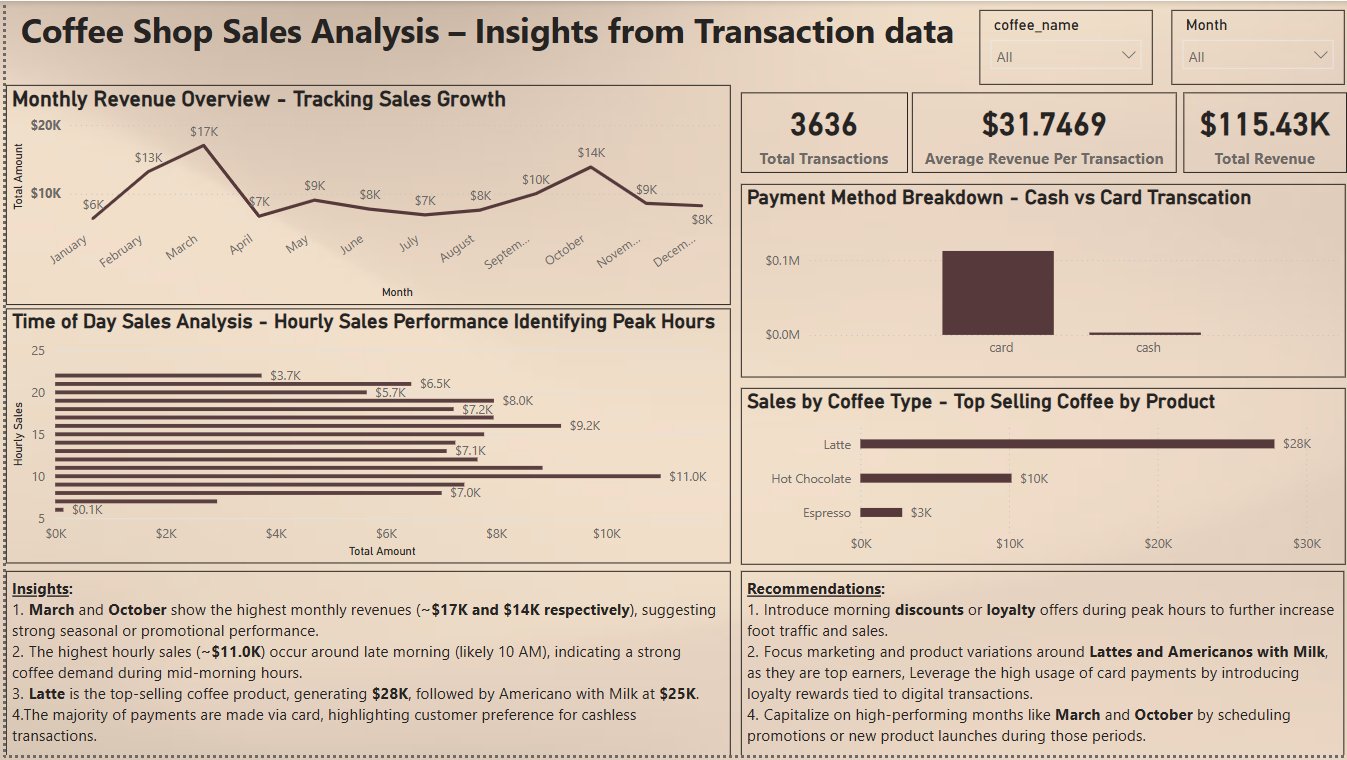 Coffee Shop Sales Analysis – Insights from Transaction data
coffee_name
All
Month
All
Monthly Revenue Overview - Tracking Sales Growth
Total Amount
$20K
$10K
$6K
$13K
$17K
$7K
$9K
$8K
$7K
$8K
$10K
$14K
$9K
$8K
January
February
March
April
May
June
July
August
Septem...
October
Novem...
Decem...
Month
3636
Total Transactions
$31.7469
Average Revenue Per Transaction
$115.43K
Total Revenue
Payment Method Breakdown - Cash vs Card Transcation
$0.1M
$0.0M
card
cash
Time of Day Sales Analysis - Hourly Sales Performance Identifying Peak Hours
Hourly Sales
25
20
15
10
5
$3.7K
$6.5K
$5.7K
$8.0K
$7.2K
$9.2K
$7.1K
$11.0K
$7.0K
$0.1K
$0K
$2K
$4K
$6K
$8K
$10K
Total Amount
Sales by Coffee Type - Top Selling Coffee by Product
Latte
$28K
Hot Chocolate
$10K
Espresso
$3K
$0K
$10K
$20K
$30K
Insights:
1. March and October show the highest monthly revenues (~$17K and $14K respectively), suggesting
strong seasonal or promotional performance.
2. The highest hourly sales (~$11.0K) occur around late morning (likely 10 AM), indicating a strong
coffee demand during mid-morning hours.
3. Latte is the top-selling coffee product, generating $28K, followed by Americano with Milk at $25K.
4.The majority of payments are made via card, highlighting customer preference for cashless
transactions.
Recommendations:
1. Introduce morning discounts or loyalty offers during peak hours to further increase
foot traffic and sales.
2. Focus marketing and product variations around Lattes and Americanos with Milk,
as they are top earners, Leverage the high usage of card payments by introducing
loyalty rewards tied to digital transactions.
4. Capitalize on high-performing months like March and October by scheduling
promotions or new product launches during those periods.